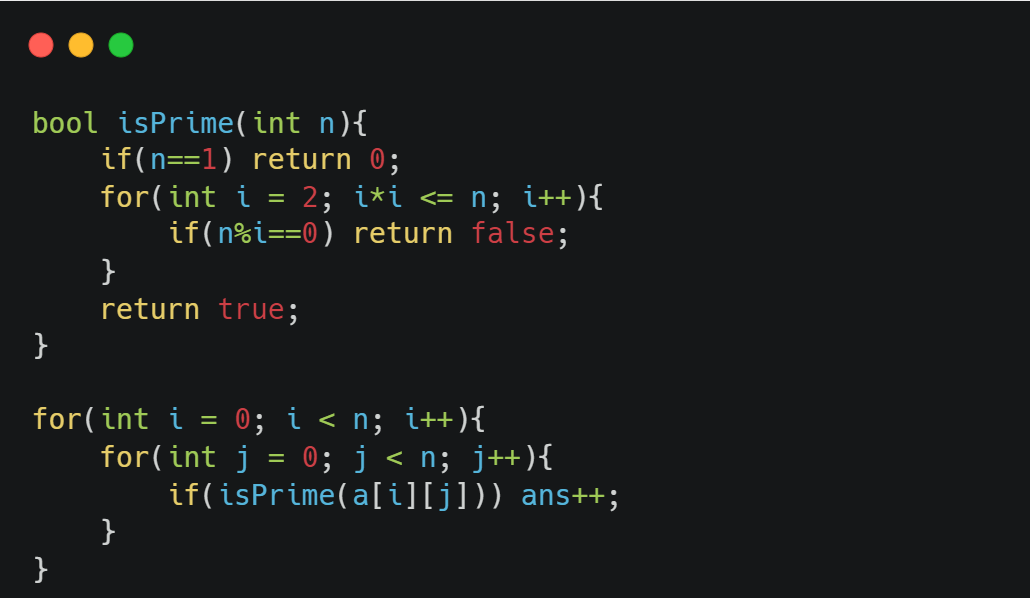 bool isPrime(int n){
    if(n==1) return 0;
    for(int i = 2; i*i <= n; i++){
        if(n%i==0) return false;
    }
    return true;
}

for(int i = 0; i < n; i++){
    for(int j = 0; j < n; j++){
        if(isPrime(a[i][j])) ans++;
    }
}